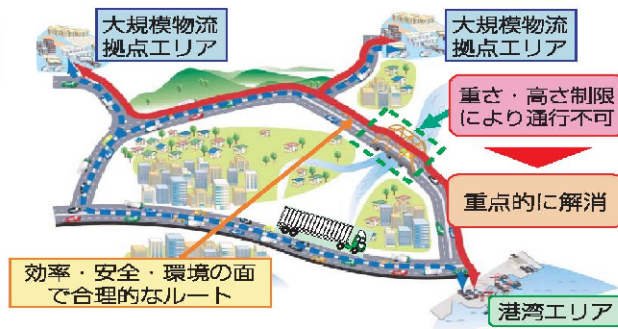 大規模物流
拠点エリア
大規模物流
拠点エリア
重さ・高さ制限
により通行不可
重点的に解消
効率・安全・環境の面
で合理的なルート
港湾エリア